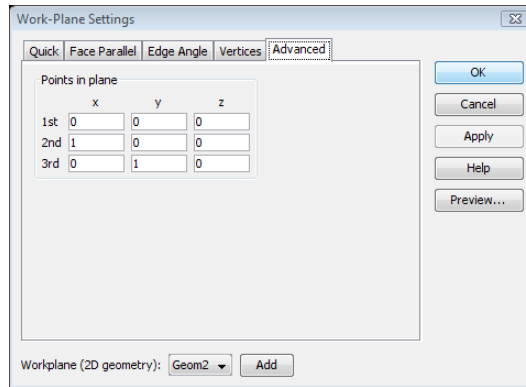 Work-Plane Settings
Quick Face Parallel Edge Angle Vertices Advanced
Points in plane
x y z
1st 0 0 0
2nd 1 0 0
3rd 0 1 0
OK
Cancel
Apply
Help
Preview...
Workplane (2D geometry): Geom2 Add